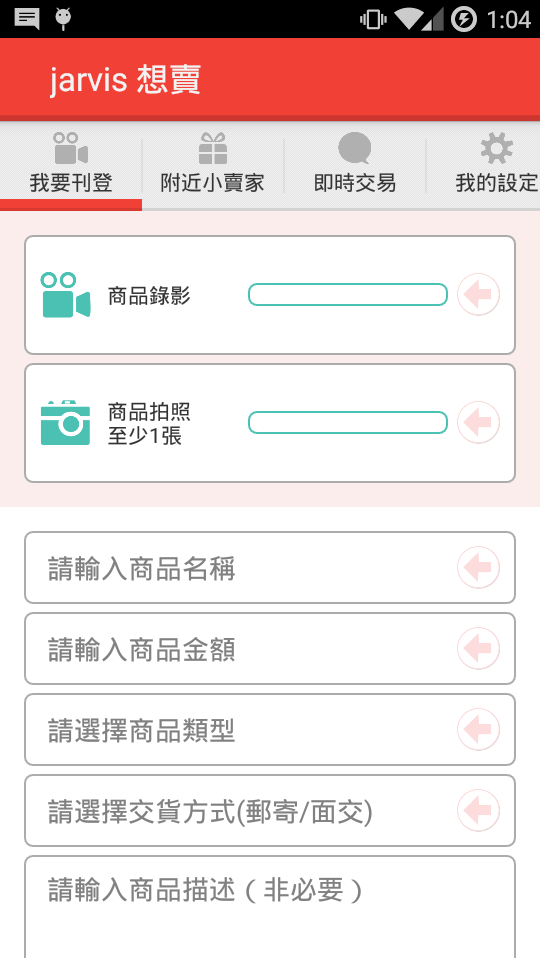 1:04
jarvis 想賣
我要刊登
附近小賣家
即時交易
我的設定
商品錄影
商品拍照
至少1張
請輸入商品名稱
請輸入商品金額
請選擇商品類型
請選擇交貨方式(郵寄/面交)
請輸入商品描述（非必要）